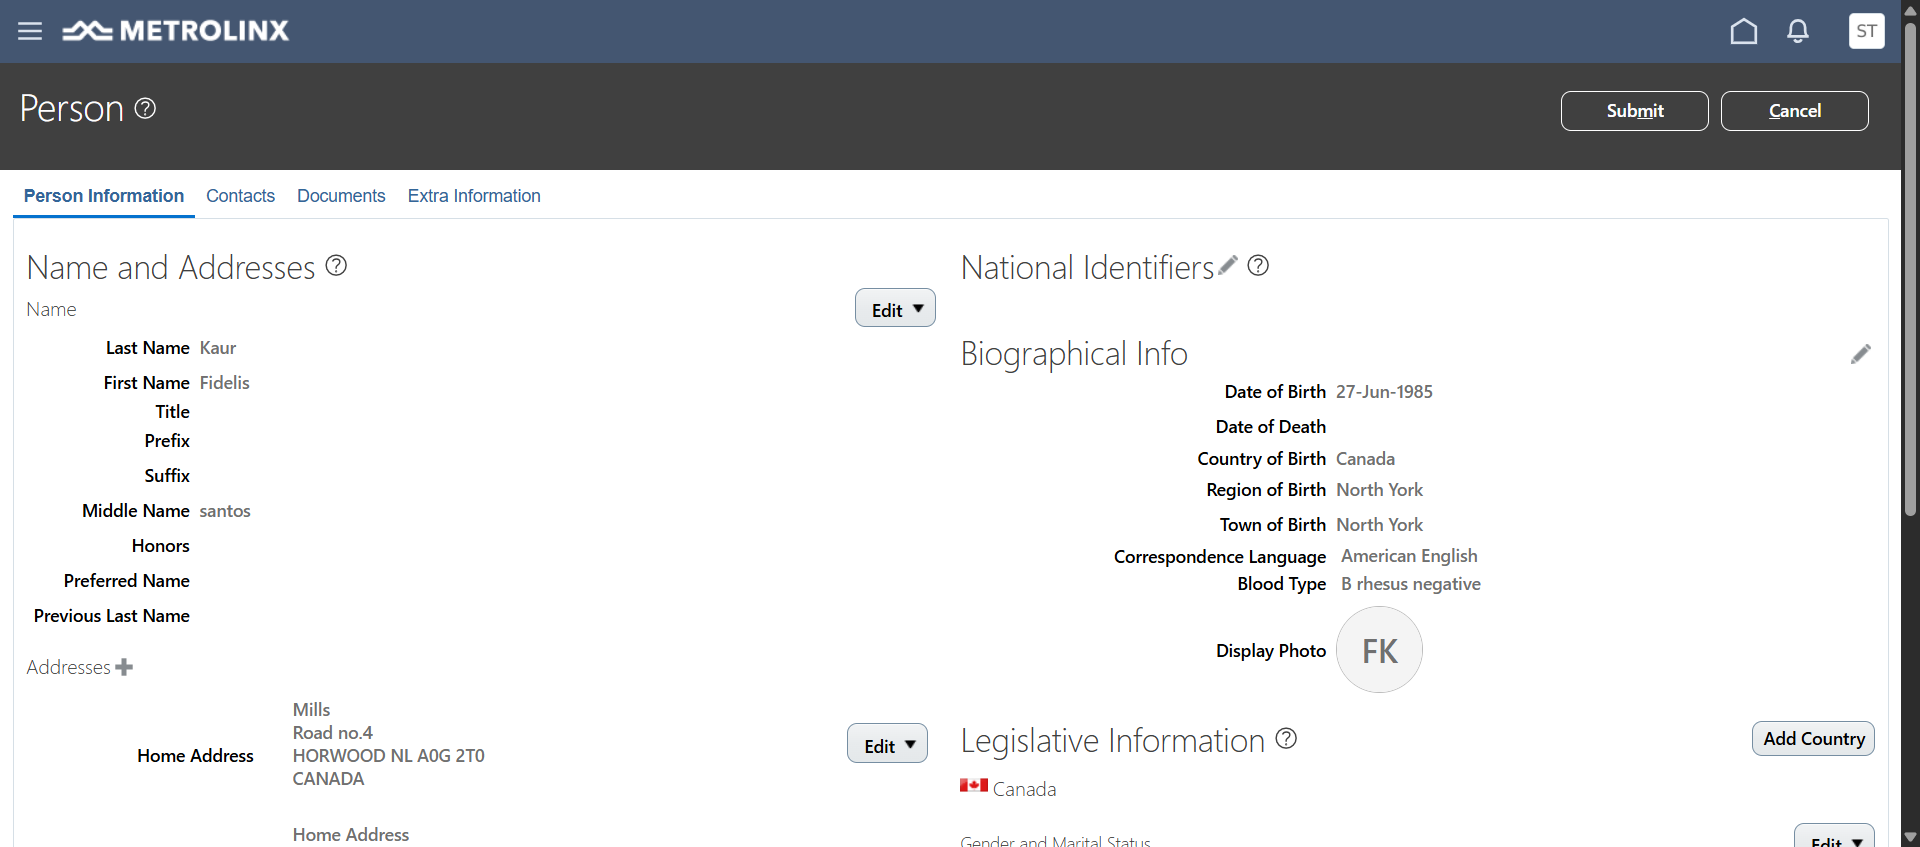 METROLINX
ST
Person
Submit
Cancel
Person Information
Contacts
Documents
Extra Information
Name and Addresses
Name
Edit
Last Name Kaur
First Name Fidelis
Title
Prefix
Suffix
Middle Name santos
Honors
Preferred Name
Previous Last Name
Addresses
Home Address
Mills
Road no.4
HORWOOD NL A0G 2T0
CANADA
Edit
Home Address
National Identifiers
Biographical Info
Date of Birth 27-Jun-1985
Date of Death
Country of Birth Canada
Region of Birth North York
Town of Birth North York
Correspondence Language American English
Blood Type B rhesus negative
Display Photo FK
Legislative Information
Add Country
Canada
Gender and Marital Status
Edit